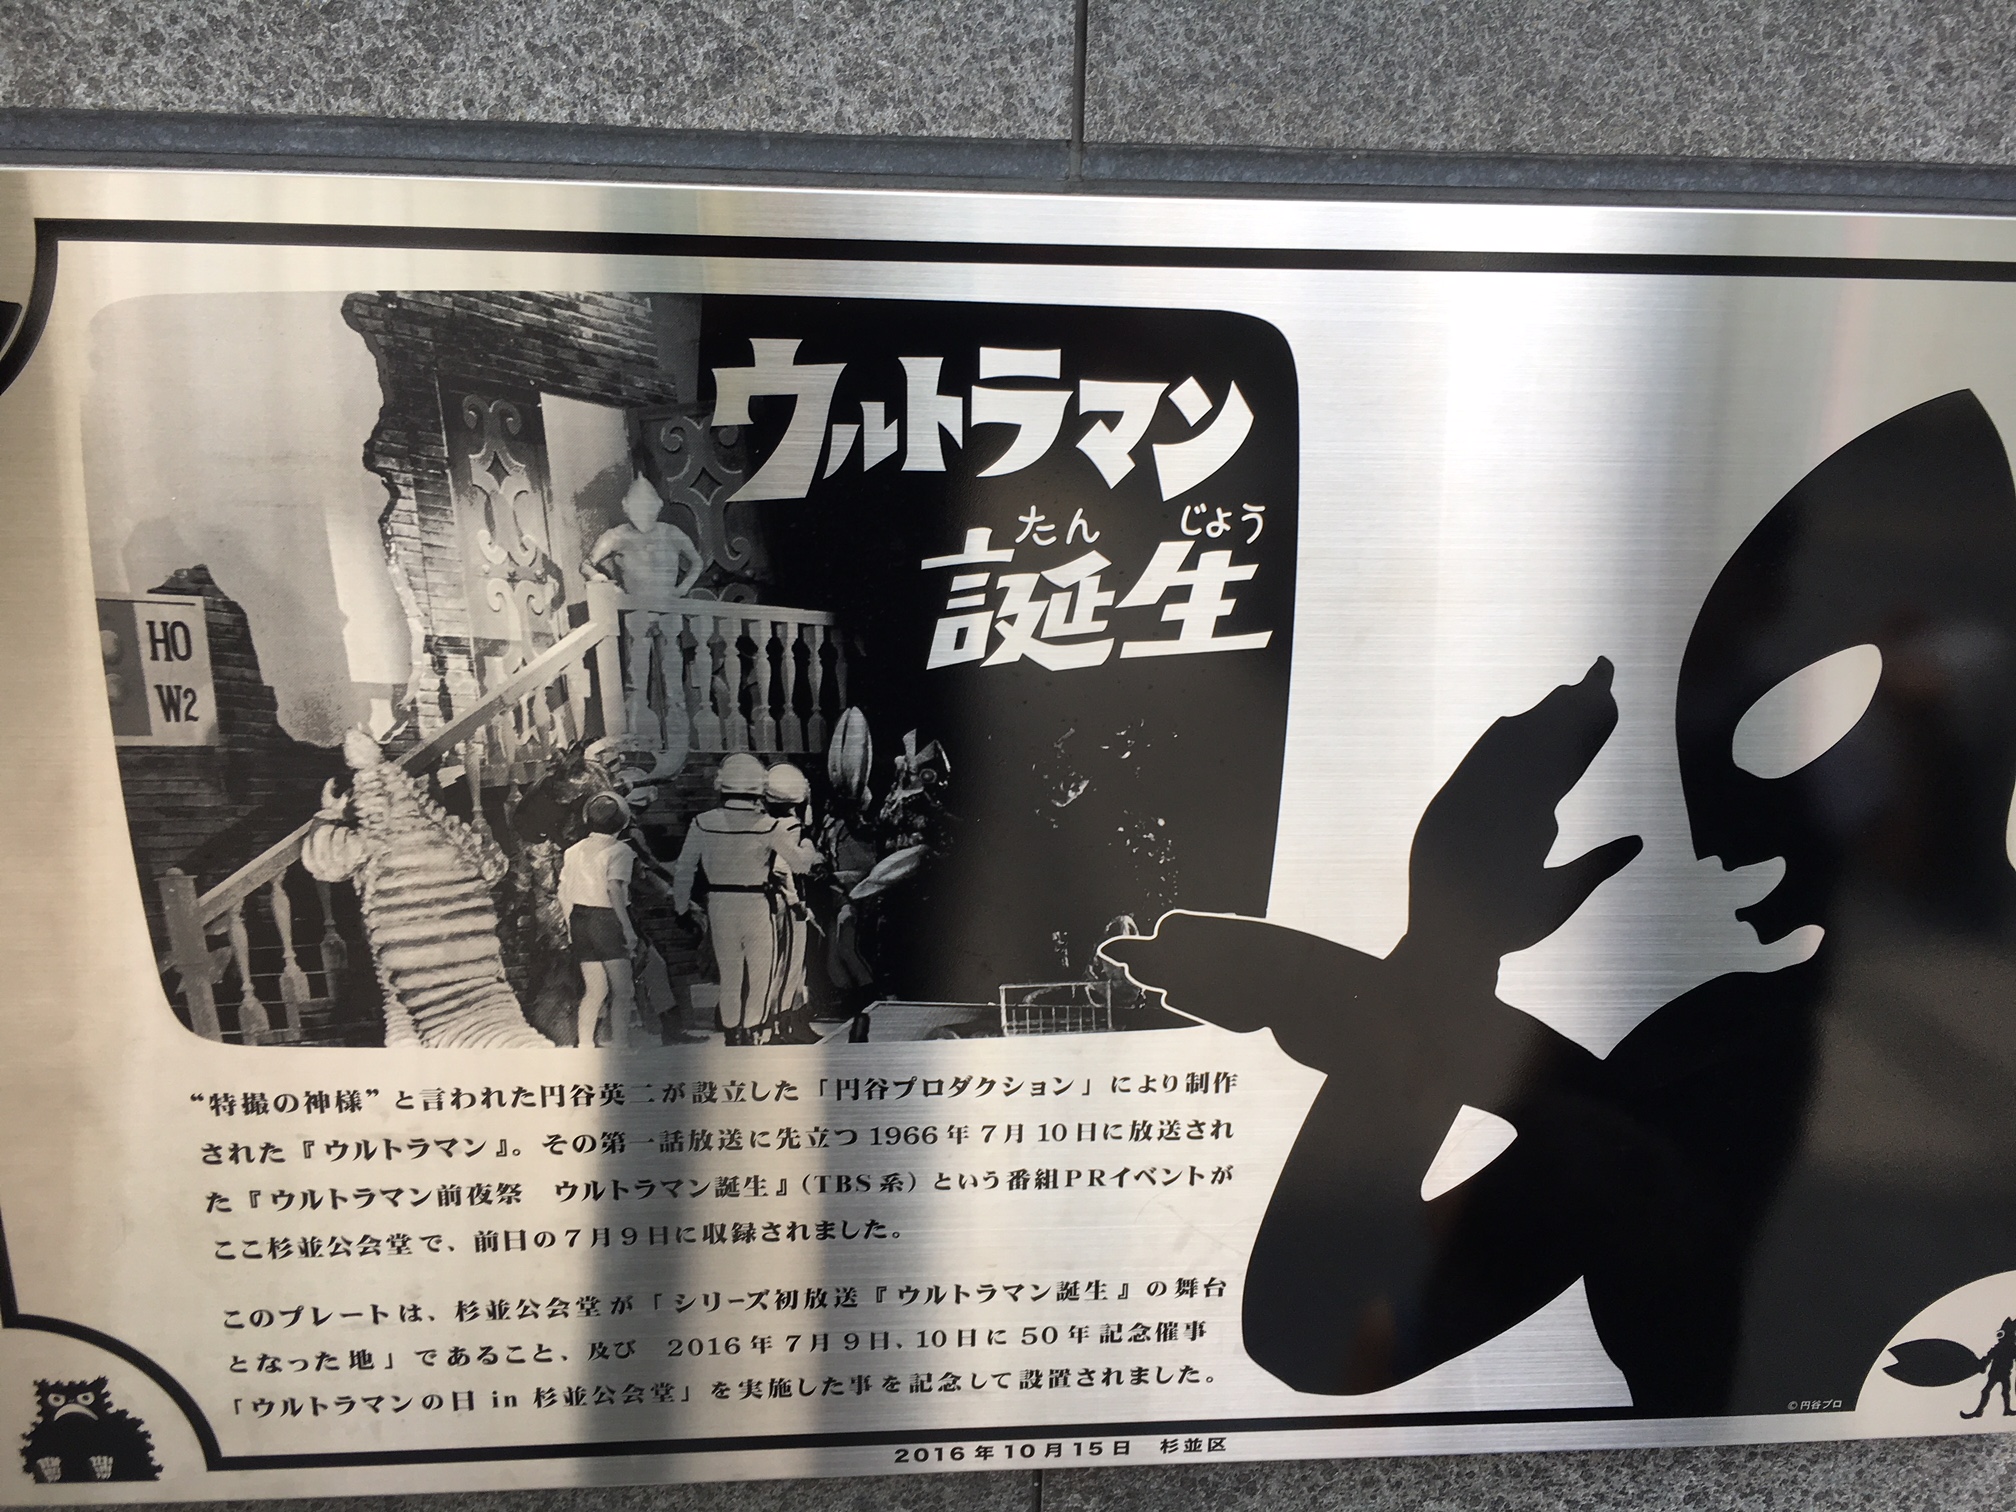 ウルトラマン
たん じょう
誕生
HO
W2
“特撮の神様”と言われた円谷英二が設立した「円谷プロダクション」により制作
された『ウルトラマン』。その第一話放送に先立つ1966年7月10日に放送され
た『ウルトラマン前夜祭　ウルトラマン誕生』（TBS系）という番組PRイベントが
ここ杉並公会堂で、前日の7月9日に収録されました。
このプレートは、杉並公会堂が「シリーズ初放送『ウルトラマン誕生』の舞台
となった地」であること、及び　2016年7月9日、10日に50年記念催事
「ウルトラマンの日 in 杉並公会堂」を実施した事を記念して設置されました。
©円谷プロ
2016年10月15日　杉並区